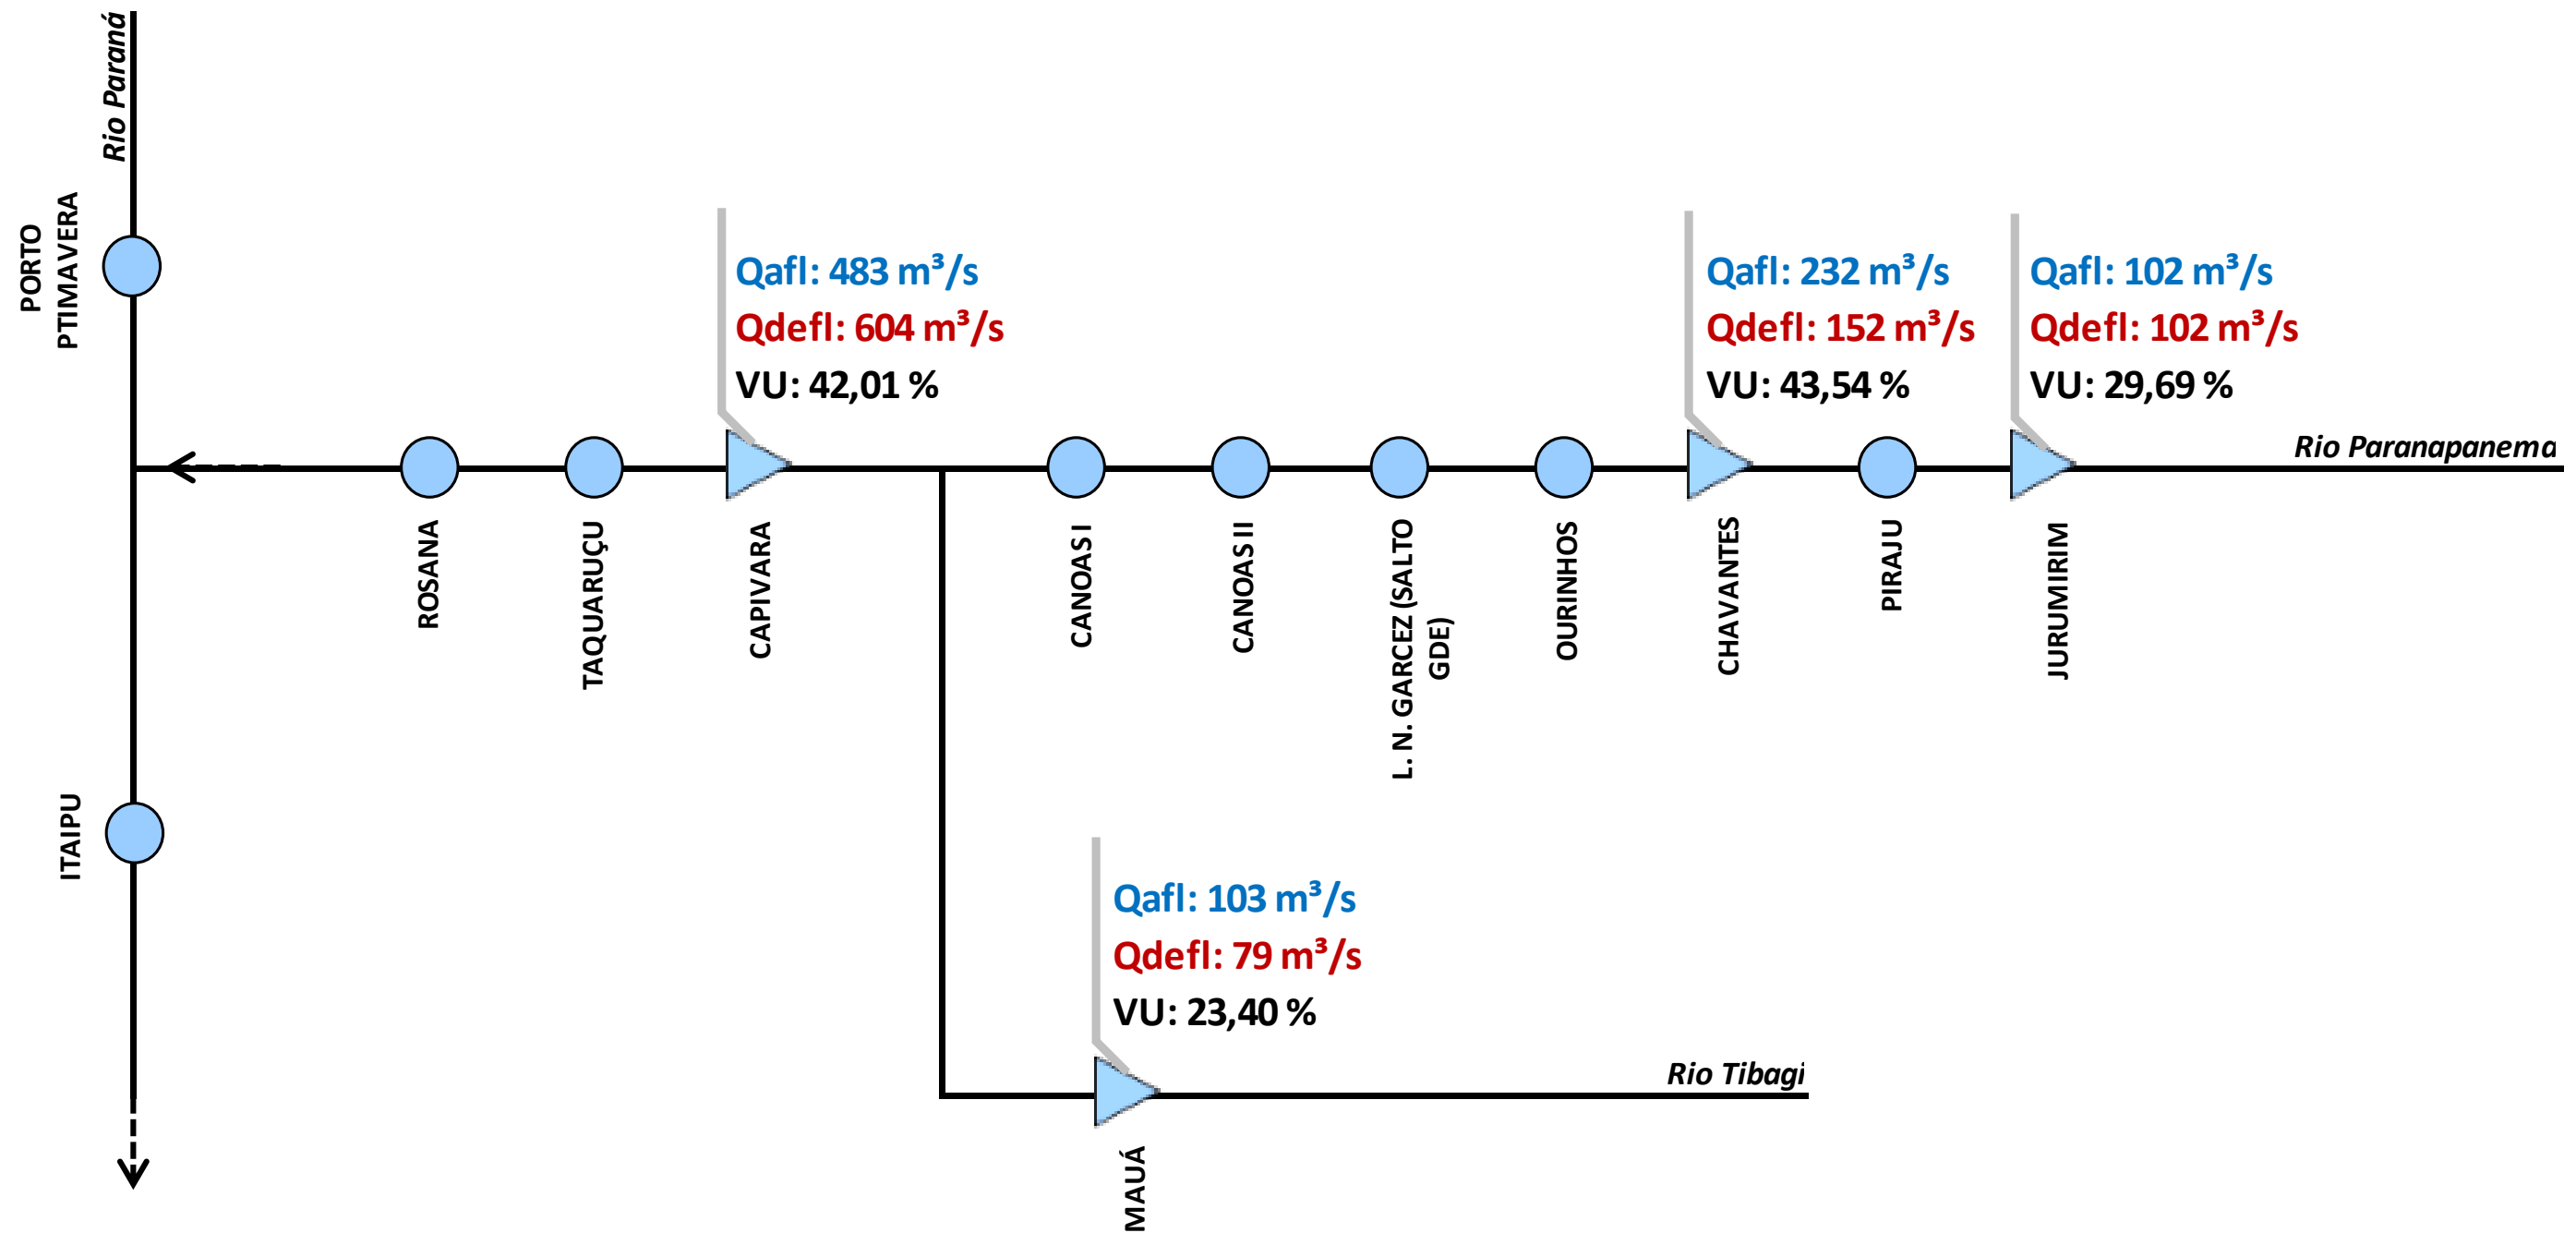 Rio Paraná
PORTO
PTIMAVERA
Qafl: 483 m³/s
Qdefl: 604 m³/s
VU: 42,01 %
Qafl: 232 m³/s
Qdefl: 152 m³/s
VU: 43,54 %
Qafl: 102 m³/s
Qdefl: 102 m³/s
VU: 29,69 %
Rio Paranapanema
ROSANA
TAQUARUÇU
CAPIVARA
CANOAS I
CANOAS II
L. N. GARCEZ (SALTO
GDE)
OURINHOS
CHAVANTES
PIRAJU
JURUMIRIM
ITAIPU
Qafl: 103 m³/s
Qdefl: 79 m³/s
VU: 23,40 %
Rio Tibagi
MAUÁ